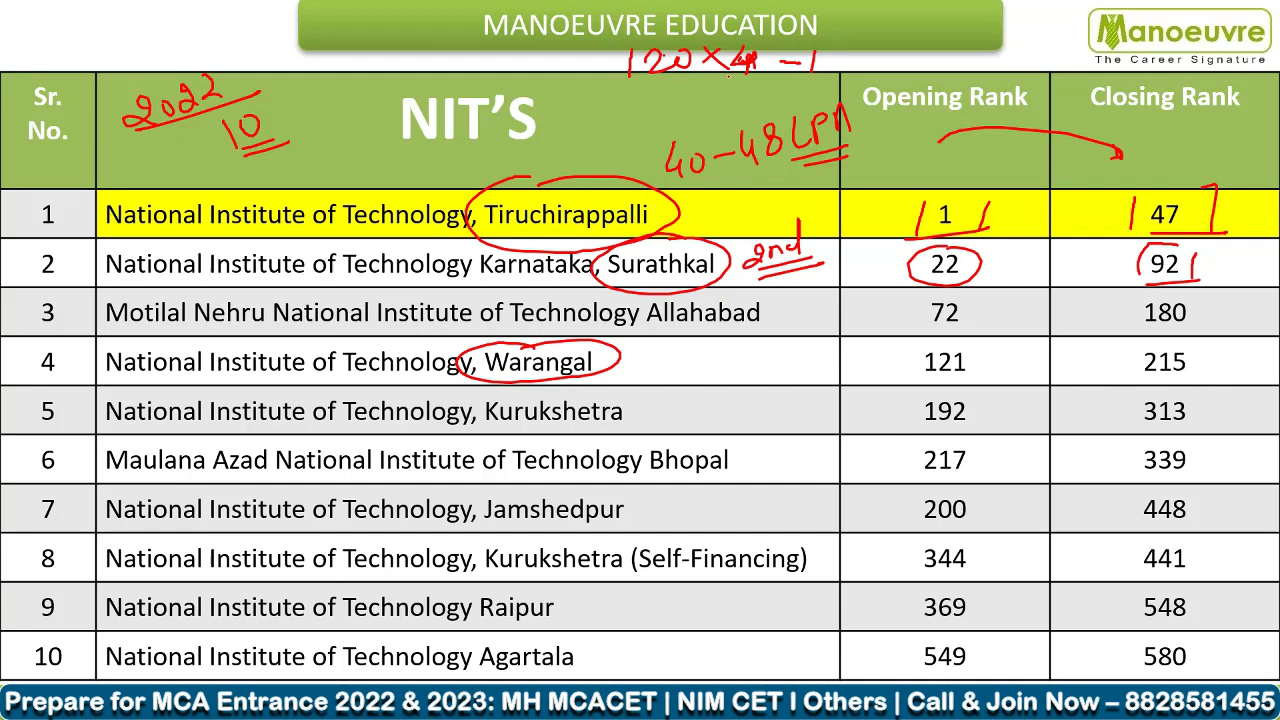 MANOEUVRE EDUCATION
Manoeuvre
The Career Signature
Sr. No.
NIT'S
Opening Rank
Closing Rank
2022
10
40-48 LPA
1 National Institute of Technology, Tiruchirappalli 1 47
2 National Institute of Technology Karnataka, Surathkal 2nd 22 92
3 Motilal Nehru National Institute of Technology Allahabad 72 180
4 National Institute of Technology, Warangal 121 215
5 National Institute of Technology, Kurukshetra 192 313
6 Maulana Azad National Institute of Technology Bhopal 217 339
7 National Institute of Technology, Jamshedpur 200 448
8 National Institute of Technology, Kurukshetra (Self-Financing) 344 441
9 National Institute of Technology Raipur 369 548
10 National Institute of Technology Agartala 549 580
Prepare for MCA Entrance 2022 & 2023: MH MCACET | NIM CET I Others | Call & Join Now – 8828581455